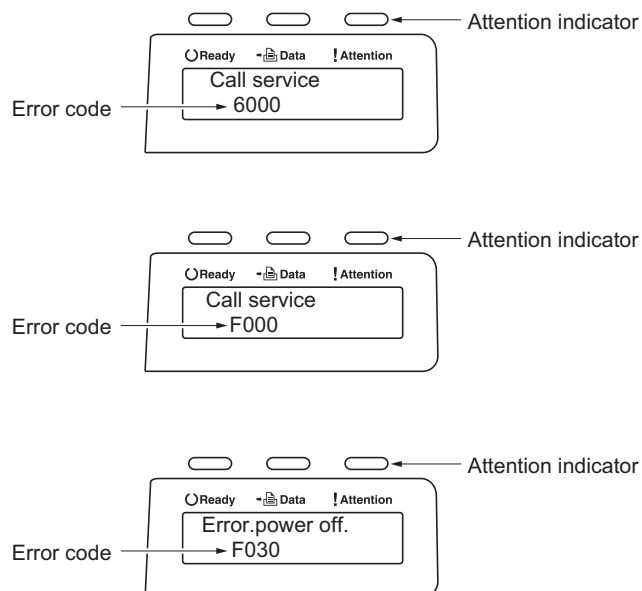 Attention indicator
Ready Data !Attention
Call service
Error code
6000
Attention indicator
Ready Data !Attention
Call service
Error code
F000
Attention indicator
Ready Data !Attention
Error.power off.
Error code
F030